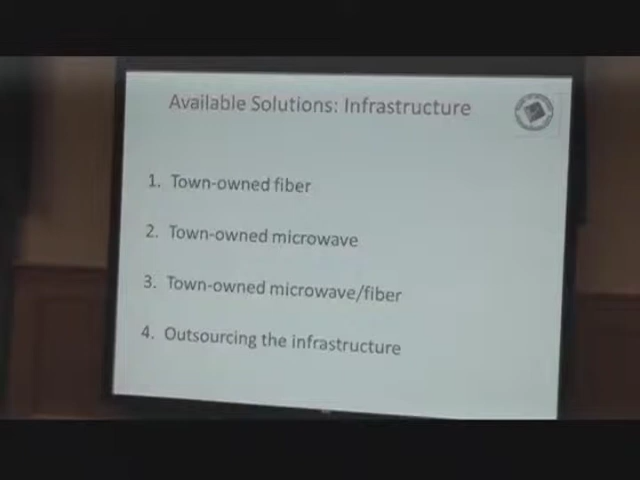 Available Solutions: Infrastructure
1. Town-owned fiber
2. Town-owned microwave
3. Town-owned microwave/fiber
4. Outsourcing the infrastructure